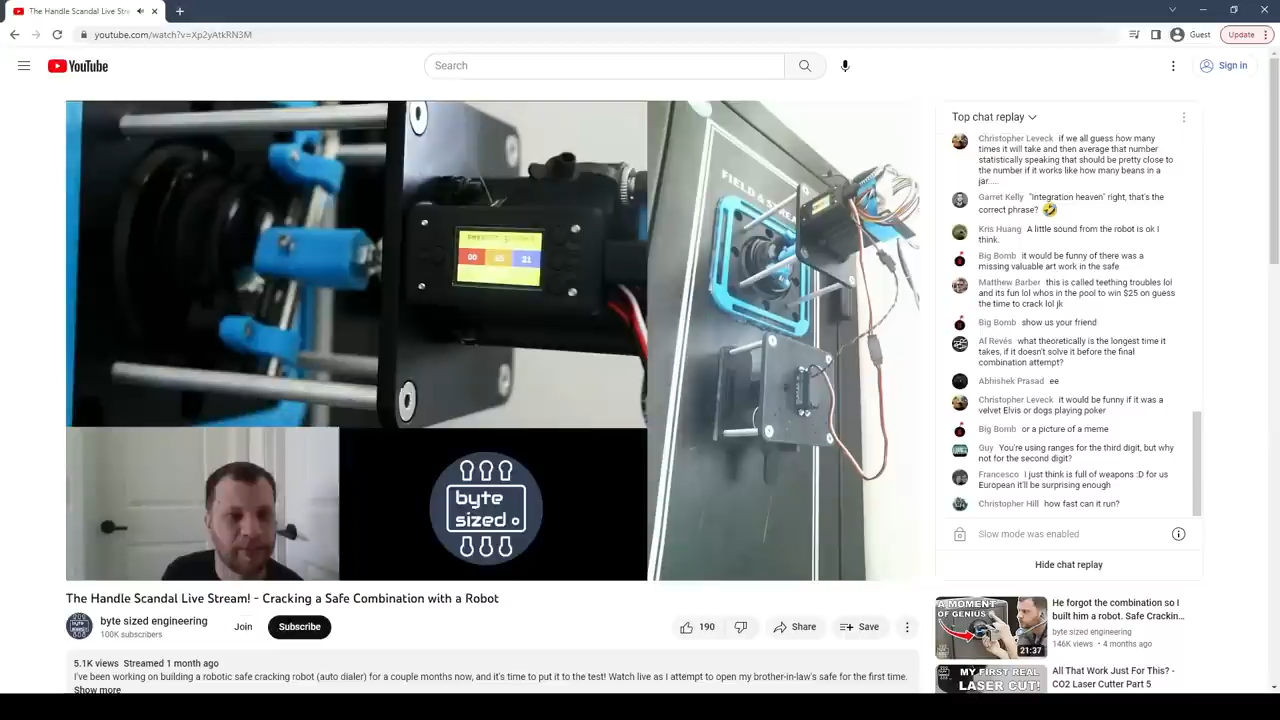 The Handle Scandal Live Stre
youtube.com/watch?v=Xp2yAtkRN3M
Guest
Update
YouTube
Search
Sign in
FIELD & STREA
00
21
byte
sized
Top chat replay
Christopher Leveck if we all guess how many
times it will take and then average that number
statistically speaking that should be pretty close to
the number if it works like how many beans in a
jar.....
Garret Kelly "Integration heaven" right, that's the
correct phrase? 🤣
Kris Huang A little sound from the robot is ok I
think.
Big Bomb it would be funny of there was a
missing valuable art work in the safe
Matthew Barber this is called teething troubles lol
and its fun lol whos in the pool to win $25 on guess
the time to crack lol jk
Big Bomb show us your friend
Al Revés what theoretically is the longest time it
takes, if it doesn't solve it before the final
combination attempt?
Abhishek Prasad ee
Christopher Leveck it would be funny if it was a
velvet Elvis or dogs playing poker
Big Bomb or a picture of a meme
Guy You're using ranges for the third digit, but why
not for the second digit?
Francesco I just think is full of weapons :D for us
European it'll be surprising enough
Christopher Hill how fast can it run?
Slow mode was enabled
Hide chat replay
The Handle Scandal Live Stream! - Cracking a Safe Combination with a Robot
byte sized engineering
100K subscribers
Join
Subscribe
190
Share
Save
5.1K views Streamed 1 month ago
I've been working on building a robotic safe cracking robot (auto dialer) for a couple months now, and it's time to put it to the test! Watch live as I attempt to open my brother-in-law's safe for the first time.
Show more
A MOMENT
OF GENIUS
21:37
He forgot the combination so I
built him a robot. Safe Crackin...
byte sized engineering
146K views • 4 months ago
MY FIRST REAL
LASER CUT!
All That Work Just For This? -
CO2 Laser Cutter Part 5